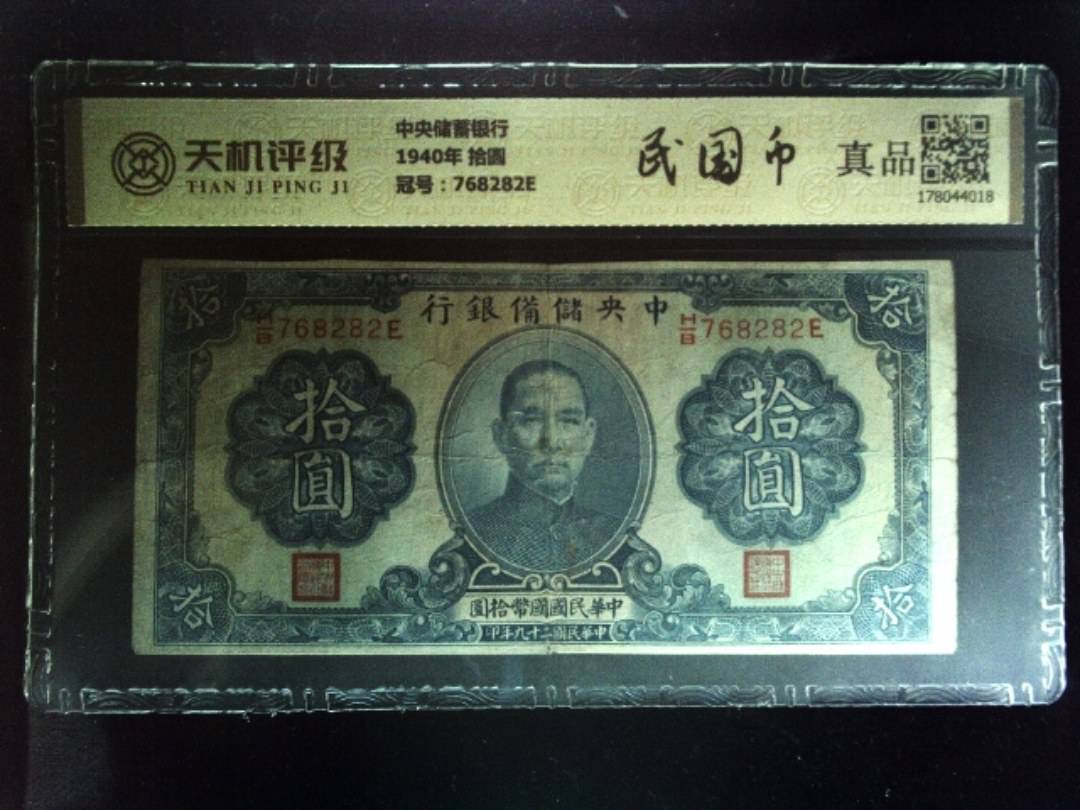 天机评级
TIAN JI PING JI
中央储蓄银行
1940年 拾圆
冠号：768282E
民国币
真品
178044018
拾
拾
中央儲備銀行
H/B 768282E
H/B 768282E
拾圓
拾圓
中華民國國幣拾圓
中華民國二十九年印
拾
拾